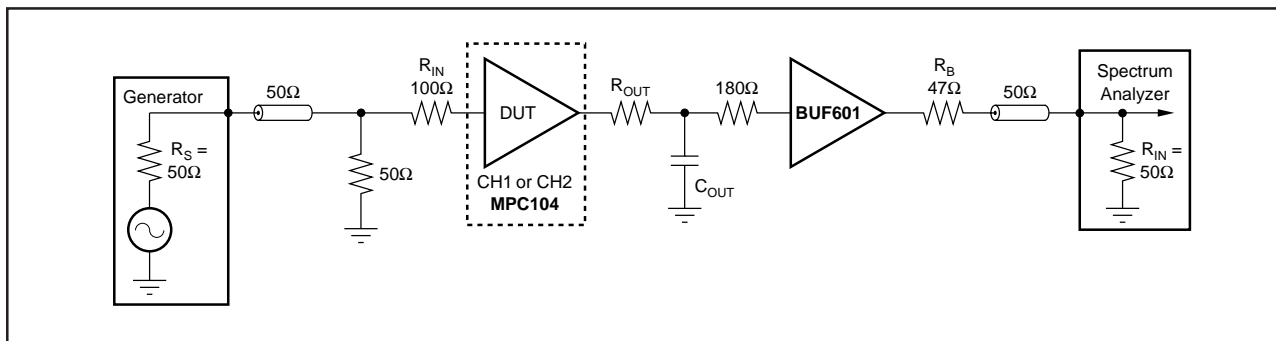 Generator
R_S =
50Ω
50Ω
50Ω
R_IN
100Ω
DUT
CH1 or CH2
MPC104
R_OUT
C_OUT
180Ω
BUF601
R_B
47Ω
50Ω
Spectrum
Analyzer
R_IN =
50Ω